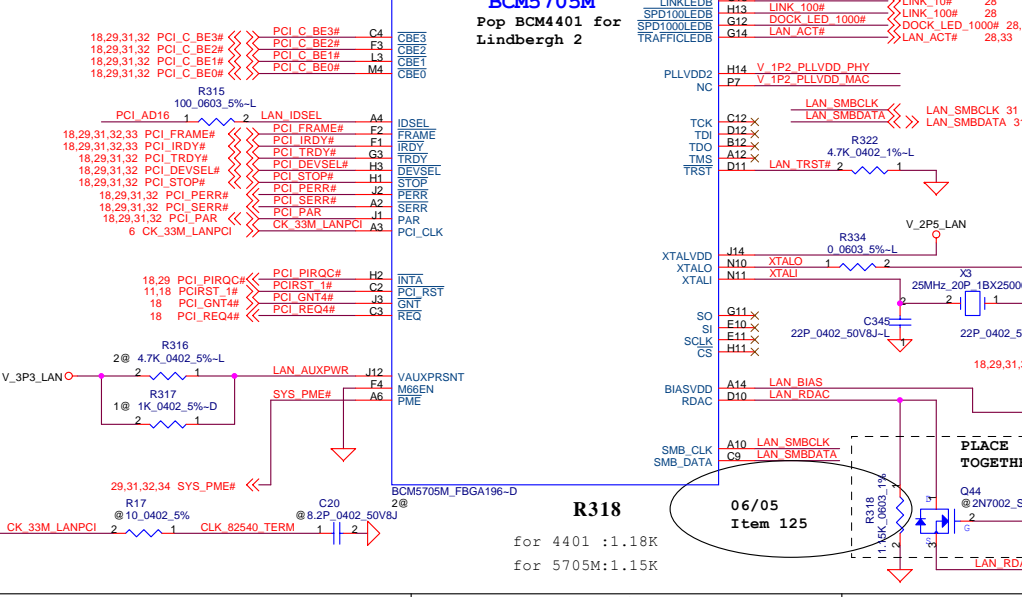 BCM5705M
Pop BCM4401 for
Lindbergh 2
18,29,31,32 PCI_C_BE3# PCI_C_BE3# C4 CBE3
18,29,31,32 PCI_C_BE2# PCI_C_BE2# F3 CBE2
18,29,31,32 PCI_C_BE1# PCI_C_BE1# L3 CBE1
18,29,31,32 PCI_C_BE0# PCI_C_BE0# M4 CBE0
R315
100_0603_5%~L
PCI_AD16 1 2 LAN_IDSEL A4 IDSEL
18,29,31,32,33 PCI_FRAME# PCI_FRAME# F2 FRAME
18,29,31,32,33 PCI_IRDY# PCI_IRDY# F1 IRDY
18,29,31,32 PCI_TRDY# PCI_TRDY# G3 TRDY
18,29,31,32 PCI_DEVSEL# PCI_DEVSEL# H3 DEVSEL
18,29,31,32 PCI_STOP# PCI_STOP# H1 STOP
18,29,31,32 PCI_PERR# PCI_PERR# J2 PERR
18,29,31,32 PCI_SERR# PCI_SERR# A2 SERR
18,29,31,32 PCI_PAR PCI_PAR J1 PAR
6 CK_33M_LANPCI CK_33M_LANPCI A3 PCI_CLK
18,29 PCI_PIRQC# PCI_PIRQC# H2 INTA
11,18 PCIRST_1# PCIRST_1# C2 PCI_RST
18 PCI_GNT4# PCI_GNT4# J3 GNT
18 PCI_REQ4# PCI_REQ4# C3 REQ
R316
2@ 4.7K_0402_5%~L
V_3P3_LAN 2 1 LAN_AUXPWR J12 VAUXPRSNT
F4 M66EN
SYS_PME# A6 PME
R317
1@ 1K_0402_5%~D
2 1
29,31,32,34 SYS_PME#
BCM5705M_FBGA196~D
2@
R17
@10_0402_5%
CK_33M_LANPCI 2 1 CLK_82540_TERM
C20
@8.2P_0402_50V8J
1 2
LINKLEDB LINK_10# LINK_10# 28
SPD100LEDB H13 LINK_100# LINK_100# 28
SPD1000LEDB G12 DOCK_LED_1000# DOCK_LED_1000# 28,
TRAFFICLEDB G14 LAN_ACT# LAN_ACT# 28,33
PLLVDD2 H14 V_1P2_PLLVDD_PHY
NC P7 V_1P2_PLLVDD_MAC
LAN_SMBCLK LAN_SMBCLK 31
LAN_SMBDATA LAN_SMBDATA 31
TCK C12
TDI D12
TDO B12
TMS A12
TRST D11 LAN_TRST# 2 1
R322
4.7K_0402_1%~L
V_2P5_LAN
R334
0_0603_5%~L
XTALVDD J14
XTALO N10 XTALO 1 2
XTALI N11 XTALI
X3
25MHz_20P_1BX25000
2 1
2
C345
22P_0402_50V8J~L
1
22P_0402_5
SO G11
SI E10
SCLK E11
CS H11
18,29,31,
BIASVDD A14 LAN_BIAS
RDAC D10 LAN_RDAC
SMB_CLK A10 LAN_SMBCLK
SMB_DATA C9 LAN_SMBDATA
PLACE
TOGETHE
R318
for 4401 :1.18K
for 5705M:1.15K
06/05
Item 125
R318
1.15K_0603_1%
1
2
Q44
@2N7002_S
1
D
2
G
S
3
LAN_RDA